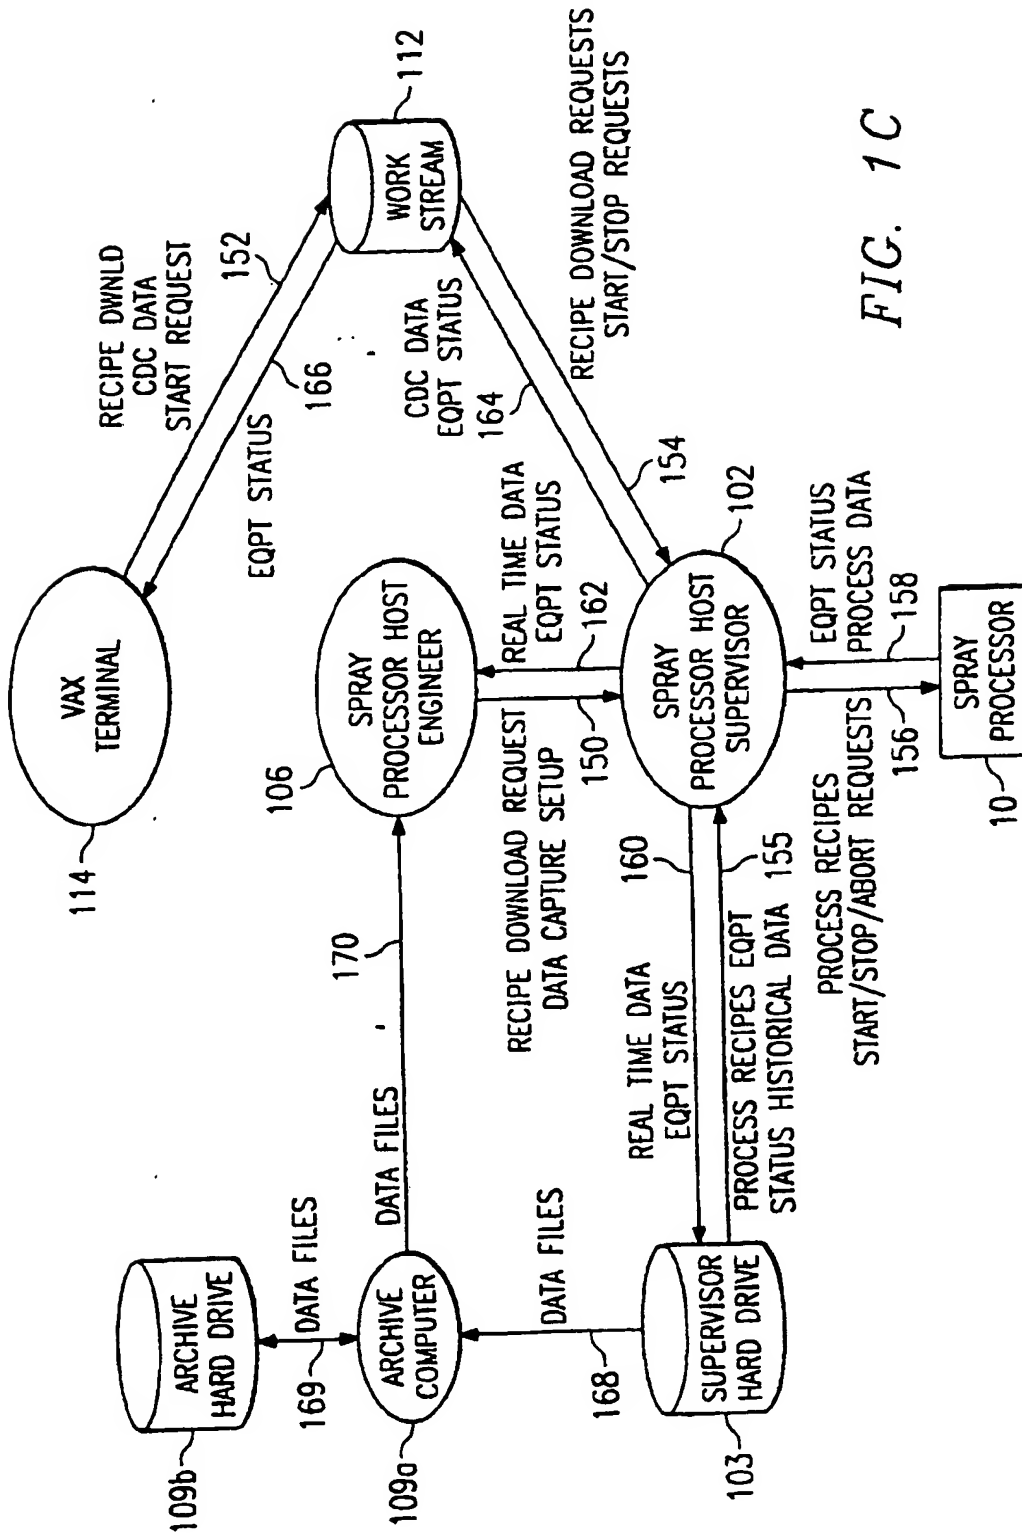 ARCHIVE
HARD DRIVE
109b
DATA FILES
169
ARCHIVE
COMPUTER
109a
DATA FILES
170
DATA FILES
168
SUPERVISOR
HARD DRIVE
103
VAX
TERMINAL
114
RECIPE DWNLD
CDC DATA
START REQUEST
152
EQPT STATUS
166
WORK
STREAM
112
SPRAY
PROCESSOR HOST
ENGINEER
106
RECIPE DOWNLOAD REQUEST
DATA CAPTURE SETUP
150
REAL TIME DATA
EQPT STATUS
162
CDC DATA
EQPT STATUS
164
RECIPE DOWNLOAD REQUESTS
START/STOP REQUESTS
154
REAL TIME DATA
EQPT STATUS
160
PROCESS RECIPES EQPT
STATUS HISTORICAL DATA
155
SPRAY
PROCESSOR HOST
SUPERVISOR
102
PROCESS RECIPES
START/STOP/ABORT REQUESTS
156
EQPT STATUS
PROCESS DATA
158
SPRAY
PROCESSOR
10
FIG. 1C